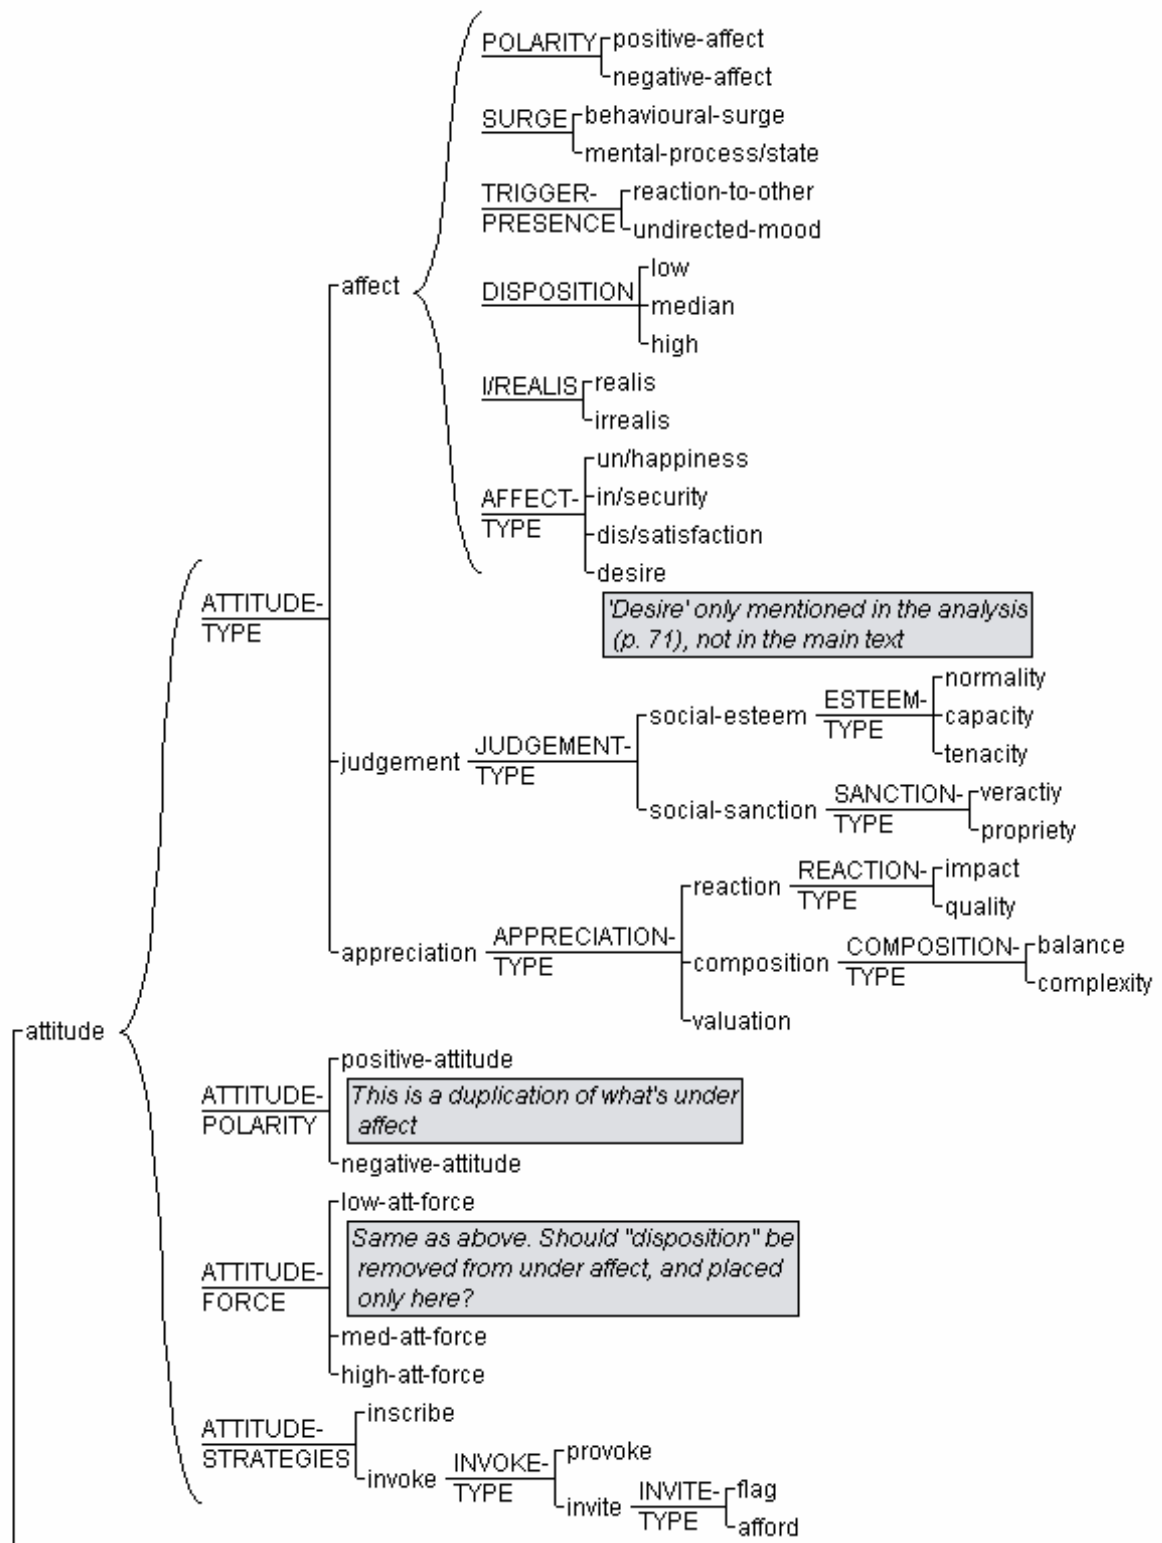 POLARITY
positive-affect
negative-affect
SURGE
behavioural-surge
mental-process/state
TRIGGER-
PRESENCE
reaction-to-other
undirected-mood
affect
DISPOSITION
low
median
high
I/REALIS
realis
irrealis
AFFECT-
TYPE
un/happiness
in/security
dis/satisfaction
desire
'Desire' only mentioned in the analysis
(p. 71), not in the main text
ATTITUDE-
TYPE
judgement
JUDGEMENT-
TYPE
social-esteem
ESTEEM-
TYPE
normality
capacity
tenacity
social-sanction
SANCTION-
TYPE
veractiy
propriety
appreciation
APPRECIATION-
TYPE
reaction
REACTION-
TYPE
impact
quality
composition
COMPOSITION-
TYPE
balance
complexity
valuation
attitude
ATTITUDE-
POLARITY
positive-attitude
This is a duplication of what's under
affect
negative-attitude
ATTITUDE-
FORCE
low-att-force
Same as above. Should "disposition" be
removed from under affect, and placed
only here?
med-att-force
high-att-force
ATTITUDE-
STRATEGIES
inscribe
invoke
INVOKE-
TYPE
provoke
invite
INVITE-
TYPE
flag
afford